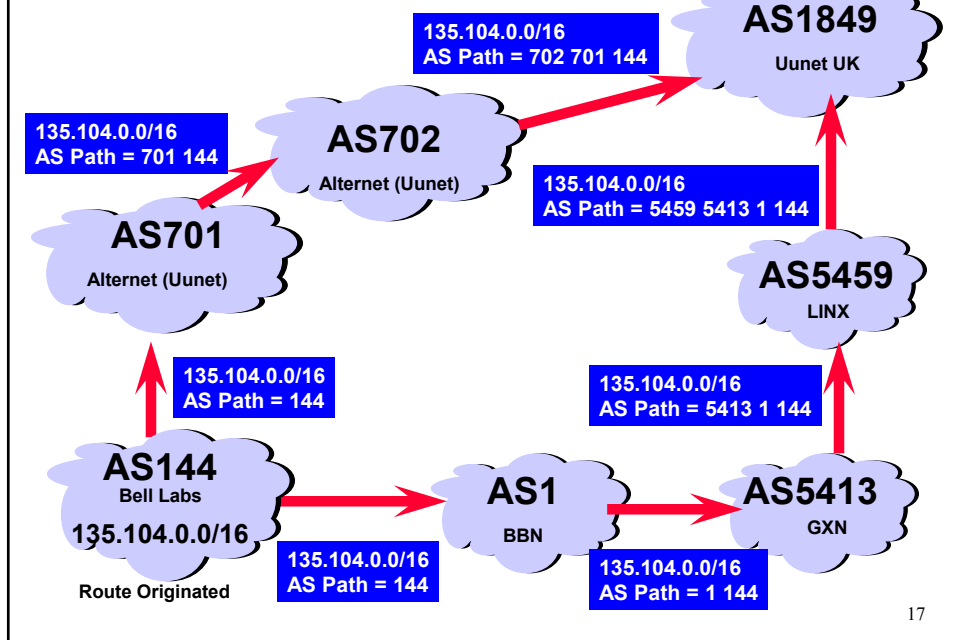 AS1849
Uunet UK
135.104.0.0/16
AS Path = 702 701 144
AS702
Alternet (Uunet)
135.104.0.0/16
AS Path = 701 144
135.104.0.0/16
AS Path = 5459 5413 1 144
AS701
Alternet (Uunet)
AS5459
LINX
135.104.0.0/16
AS Path = 144
135.104.0.0/16
AS Path = 5413 1 144
AS144
Bell Labs
135.104.0.0/16
Route Originated
AS1
BBN
AS5413
GXN
135.104.0.0/16
AS Path = 144
135.104.0.0/16
AS Path = 1 144
17